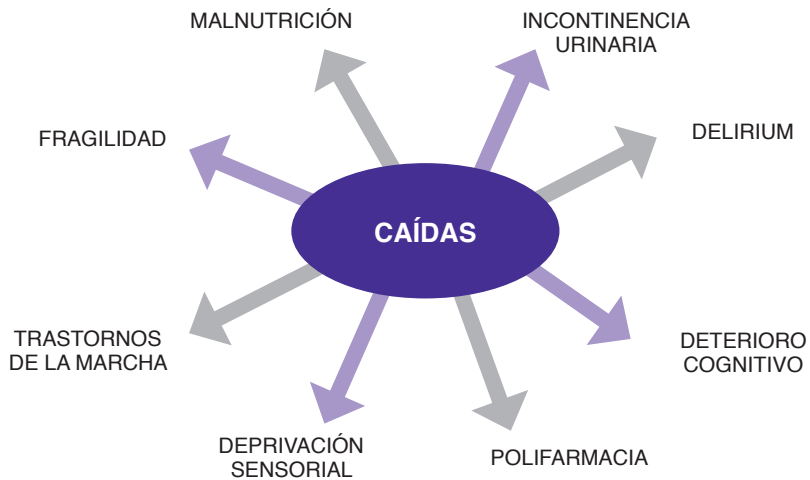 MALNUTRICIÓN
INCONTINENCIA
URINARIA
FRAGILIDAD
DELIRIUM
CAÍDAS
TRASTORNOS
DE LA MARCHA
DETERIORO
COGNITIVO
DEPRIVACIÓN
SENSORIAL
POLIFARMACIA